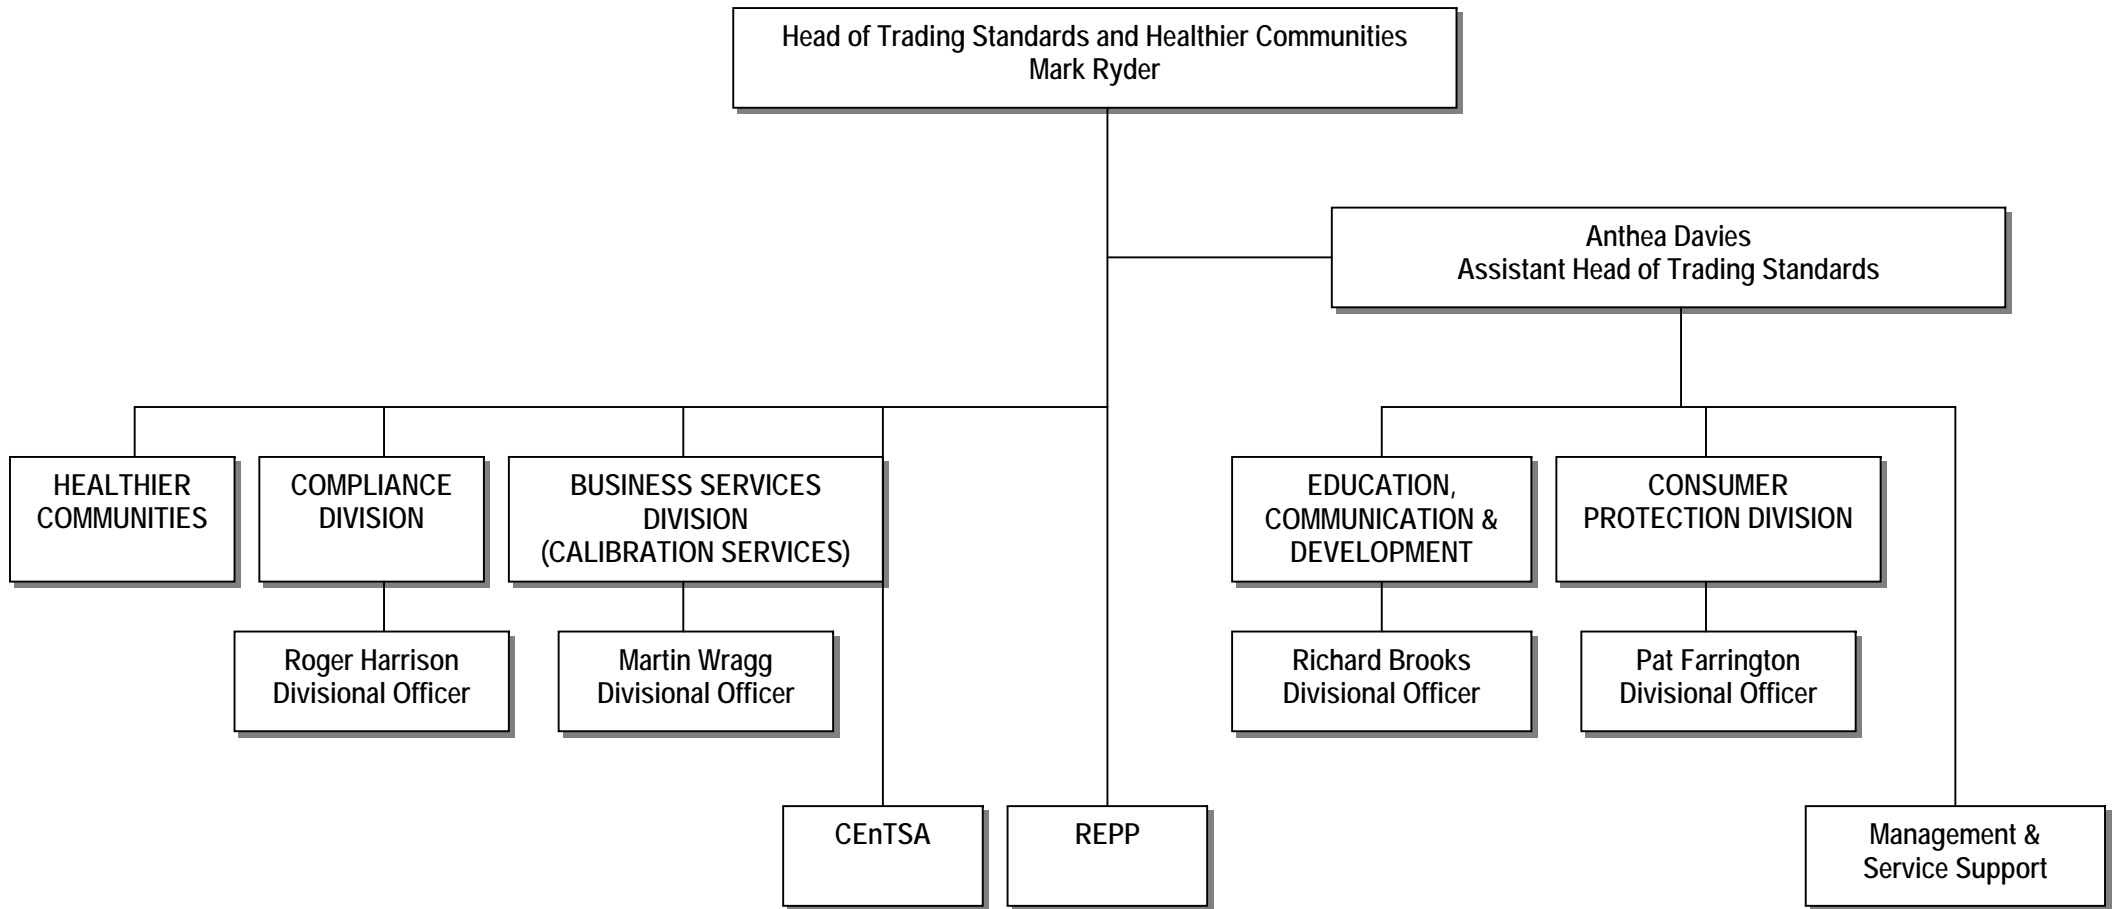 Head of Trading Standards and Healthier Communities
Mark Ryder
Anthea Davies
Assistant Head of Trading Standards
HEALTHIER
COMMUNITIES
COMPLIANCE
DIVISION
BUSINESS SERVICES
DIVISION
(CALIBRATION SERVICES)
EDUCATION,
COMMUNICATION &
DEVELOPMENT
CONSUMER
PROTECTION DIVISION
Roger Harrison
Divisional Officer
Martin Wragg
Divisional Officer
Richard Brooks
Divisional Officer
Pat Farrington
Divisional Officer
CEnTSA
REPP
Management &
Service Support